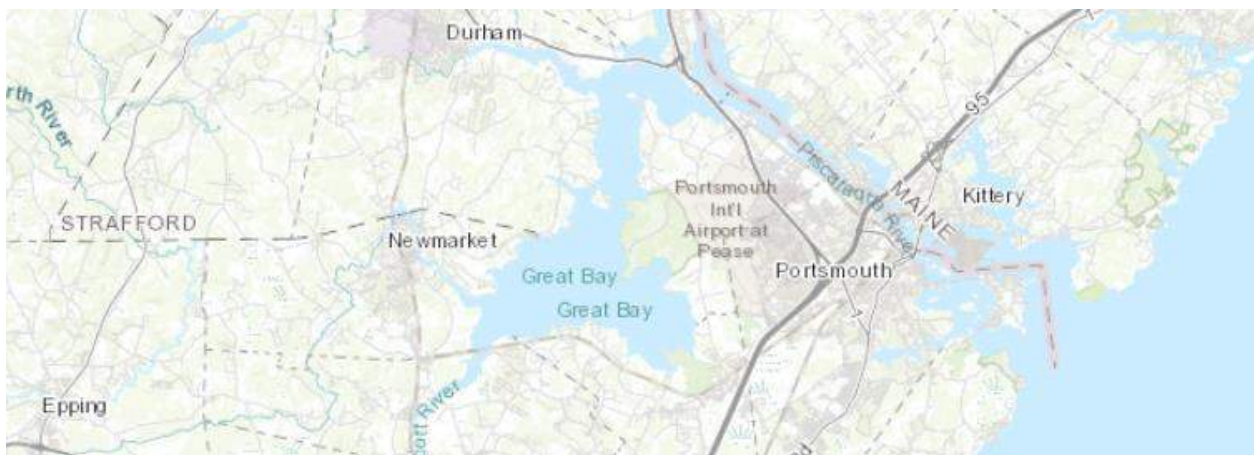 Durham
rth River
95
Piscataqua River
MAINE
Kittery
STRAFFORD
Newmarket
Portsmouth
Int'l
Airport at
Pease
Portsmouth
Great Bay
Great Bay
Epping
cott River